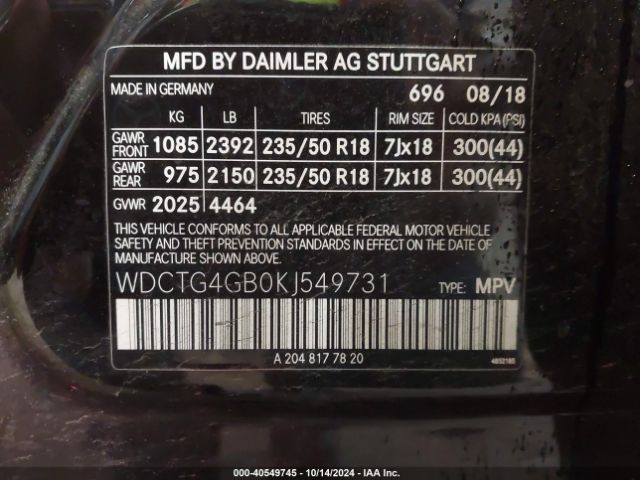 MFD BY DAIMLER AG STUTTGART
MADE IN GERMANY 696 08/18
KG LB TIRES RIM SIZE COLD KPA (PSI)
GAWR FRONT 1085 2392 235/50 R18 7Jx18 300(44)
GAWR REAR 975 2150 235/50 R18 7Jx18 300(44)
GVWR 2025 4464
THIS VEHICLE CONFORMS TO ALL APPLICABLE FEDERAL MOTOR VEHICLE
SAFETY AND THEFT PREVENTION STANDARDS IN EFFECT ON THE DATE OF
MANUFACTURE SHOWN ABOVE.
WDCTG4GB0KJ549731 TYPE: MPV
A 204 817 78 20 4852185
000-40549745 - 10/14/2024 - IAA Inc.